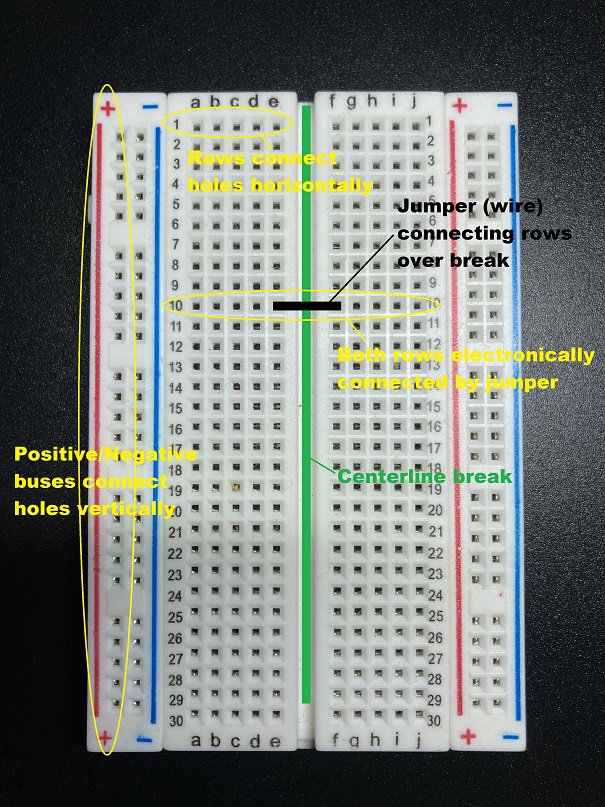 a b c d e f g h i j
+ − + −
1 1
2 2
3 3
Rows connect
holes horizontally
4 4
5
Jumper (wire)
connecting rows
over break
6 6
7 7
8
9 9
10 10
11 11
12 12
Both rows electronically
connected by jumper
13 13
14
15 15
16 16
17 17
Positive/Negative
buses connect
holes vertically
18 18
Centerline break
19 19
20 20
21 21
22 22
23 23
24 24
25 25
26 26
27 27
28 28
29 29
30 30
+ − + −
a b c d e f g h i j